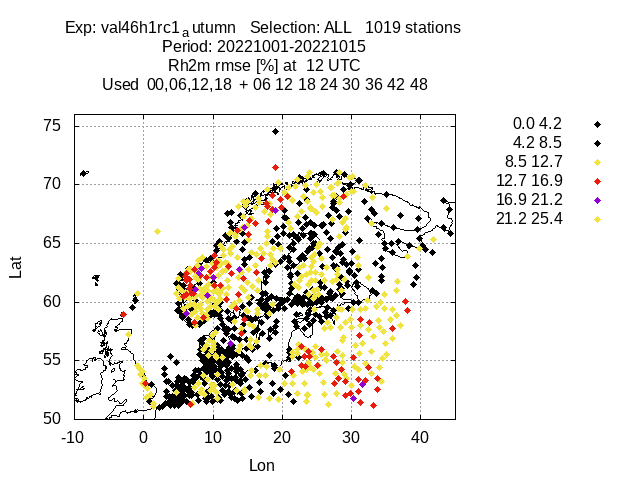 Exp: val46h1rc1autumn Selection: ALL 1019 stations
Period: 20221001-20221015
Rh2m rmse [%] at 12 UTC
Used 00,06,12,18 + 06 12 18 24 30 36 42 48
0.0 4.2
4.2 8.5
8.5 12.7
12.7 16.9
16.9 21.2
21.2 25.4
75
70
65
60
55
50
Lat
-10 0 10 20 30 40
Lon